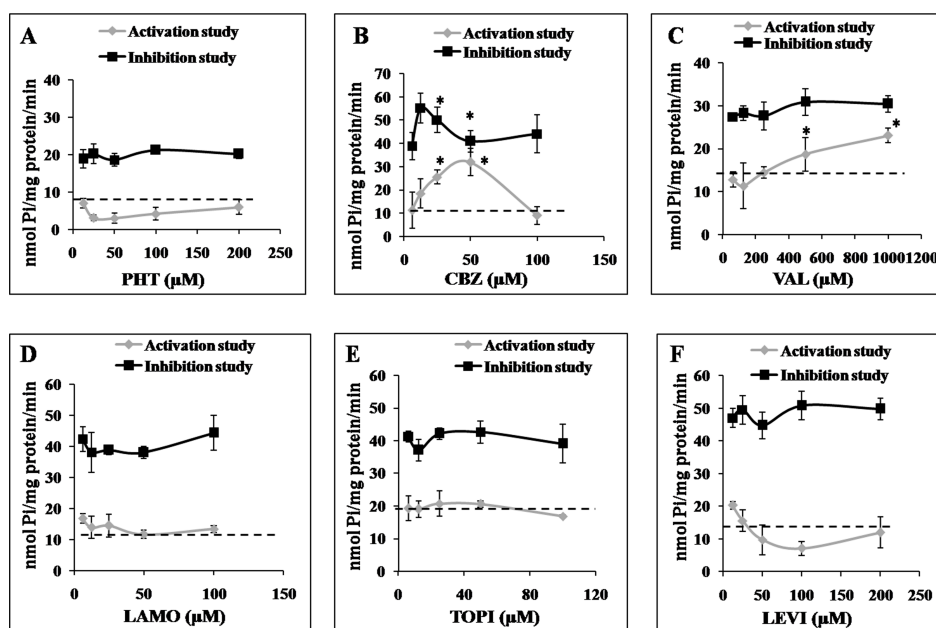 A
Activation study
Inhibition study
nmol Pi/mg protein/min
40
30
20
10
0
0 50 100 150 200 250
PHT (μM)
B
Activation study
Inhibition study
nmol Pi/mg protein/min
70
60
50
40
30
20
10
0
* *
* *
0 50 100 150
CBZ (μM)
C
Activation study
Inhibition study
nmol Pi/mg protein/min
40
30
20
10
0
* *
0 200 400 600 800 1000 1200
VAL (μM)
D
Activation study
Inhibition study
nmol Pi/mg protein/min
60
50
40
30
20
10
0
0 50 100 150
LAMO (μM)
E
Activation study
Inhibition study
nmol Pi/mg protein/min
60
50
40
30
20
10
0
0 40 80 120
TOPI (μM)
F
Activation study
Inhibition study
nmol Pi/mg protein/min
60
50
40
30
20
10
0
0 50 100 150 200 250
LEVI (μM)